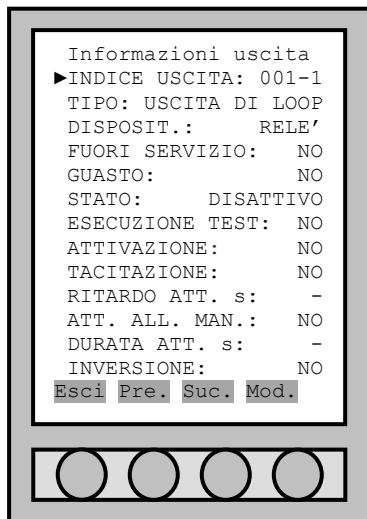 Informazioni uscita
►INDICE USCITA: 001-1
TIPO: USCITA DI LOOP
DISPOSIT.: RELE’
FUORI SERVIZIO: NO
GUASTO: NO
STATO: DISATTIVO
ESECUZIONE TEST: NO
ATTIVAZIONE: NO
TACITAZIONE: NO
RITARDO ATT. s: -
ATT. ALL. MAN.: NO
DURATA ATT. s: -
INVERSIONE: NO
Esci Pre. Suc. Mod.